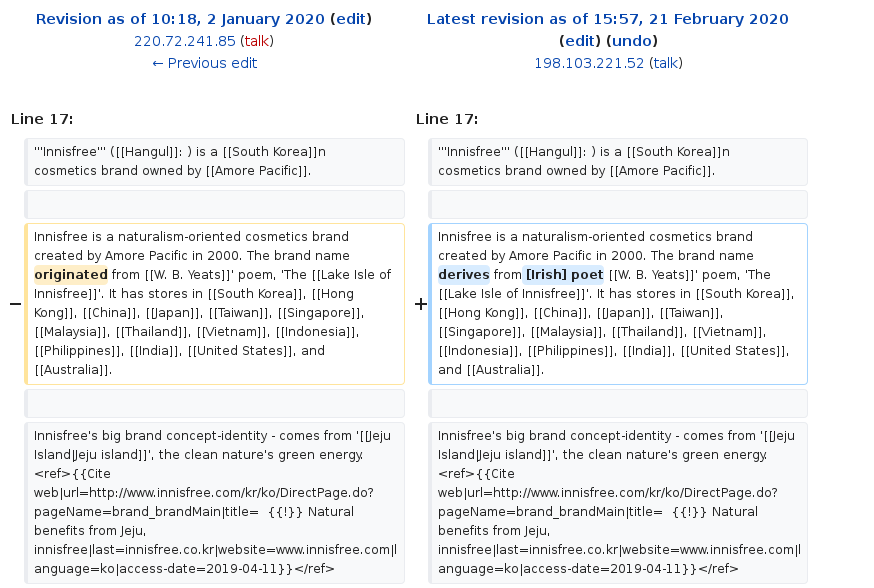 Revision as of 10:18, 2 January 2020 (edit)
220.72.241.85 (talk)
← Previous edit
Latest revision as of 15:57, 21 February 2020
(edit) (undo)
198.103.221.52 (talk)
Line 17:
'''Innisfree''' ([[Hangul]]: ) is a [[South Korea]]n
cosmetics brand owned by [[Amore Pacific]].
− Innisfree is a naturalism-oriented cosmetics brand
created by Amore Pacific in 2000. The brand name
originated from [[W. B. Yeats]]' poem, 'The [[Lake Isle of
Innisfree]]'. It has stores in [[South Korea]], [[Hong
Kong]], [[China]], [[Japan]], [[Taiwan]], [[Singapore]],
[[Malaysia]], [[Thailand]], [[Vietnam]], [[Indonesia]],
[[Philippines]], [[India]], [[United States]], and
[[Australia]].
Innisfree's big brand concept-identity - comes from '[[Jeju
Island|Jeju island]]', the clean nature's green energy.
<ref>{{Cite
web|url=http://www.innisfree.com/kr/ko/DirectPage.do?
pageName=brand_brandMain|title= {{!}} Natural
benefits from Jeju,
innisfree|last=innisfree.co.kr|website=www.innisfree.com|l
anguage=ko|access-date=2019-04-11}}</ref>
Line 17:
'''Innisfree''' ([[Hangul]]: ) is a [[South Korea]]n
cosmetics brand owned by [[Amore Pacific]].
+ Innisfree is a naturalism-oriented cosmetics brand
created by Amore Pacific in 2000. The brand name
derives from [Irish] poet [[W. B. Yeats]]' poem, 'The
[[Lake Isle of Innisfree]]'. It has stores in [[South Korea]],
[[Hong Kong]], [[China]], [[Japan]], [[Taiwan]],
[[Singapore]], [[Malaysia]], [[Thailand]], [[Vietnam]],
[[Indonesia]], [[Philippines]], [[India]], [[United States]],
and [[Australia]].
Innisfree's big brand concept-identity - comes from '[[Jeju
Island|Jeju island]]', the clean nature's green energy.
<ref>{{Cite
web|url=http://www.innisfree.com/kr/ko/DirectPage.do?
pageName=brand_brandMain|title= {{!}} Natural
benefits from Jeju,
innisfree|last=innisfree.co.kr|website=www.innisfree.com|l
anguage=ko|access-date=2019-04-11}}</ref>